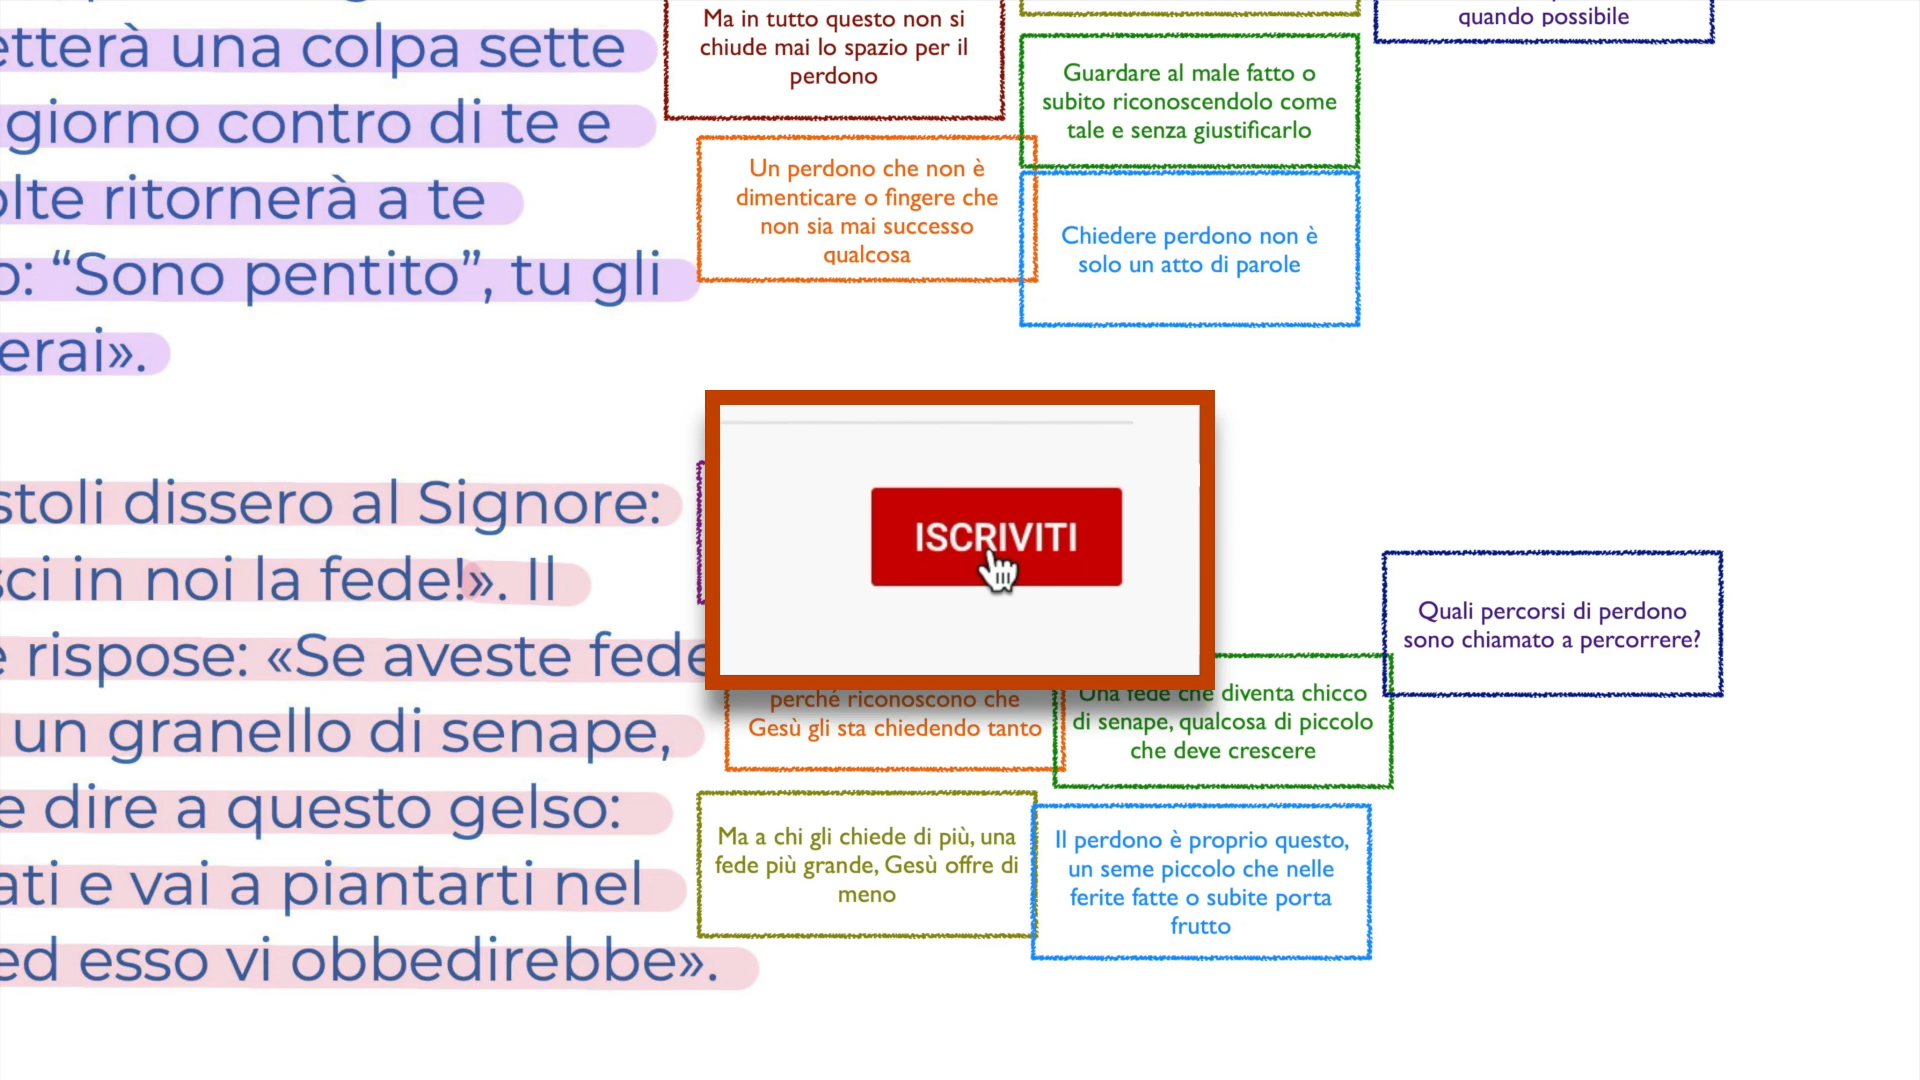 etterà una colpa sette
giorno contro di te e
olte ritornerà a te
o: “Sono pentito”, tu gli
erai».
stoli dissero al Signore:
sci in noi la fede!». Il
e rispose: «Se aveste fede
un granello di senape,
e dire a questo gelso:
ati e vai a piantarti nel
ed esso vi obbedirebbe».
Ma in tutto questo non si
chiude mai lo spazio per il
perdono
Un perdono che non è
dimenticare o fingere che
non sia mai successo
qualcosa
Guardare al male fatto o
subito riconoscendolo come
tale e senza giustificarlo
Chiedere perdono non è
solo un atto di parole
quando possibile
ISCRIVITI
perché riconoscono che
Gesù gli sta chiedendo tanto
Ma a chi gli chiede di più, una
fede più grande, Gesù offre di
meno
Una fede che diventa chicco
di senape, qualcosa di piccolo
che deve crescere
Il perdono è proprio questo,
un seme piccolo che nelle
ferite fatte o subite porta
frutto
Quali percorsi di perdono
sono chiamato a percorrere?